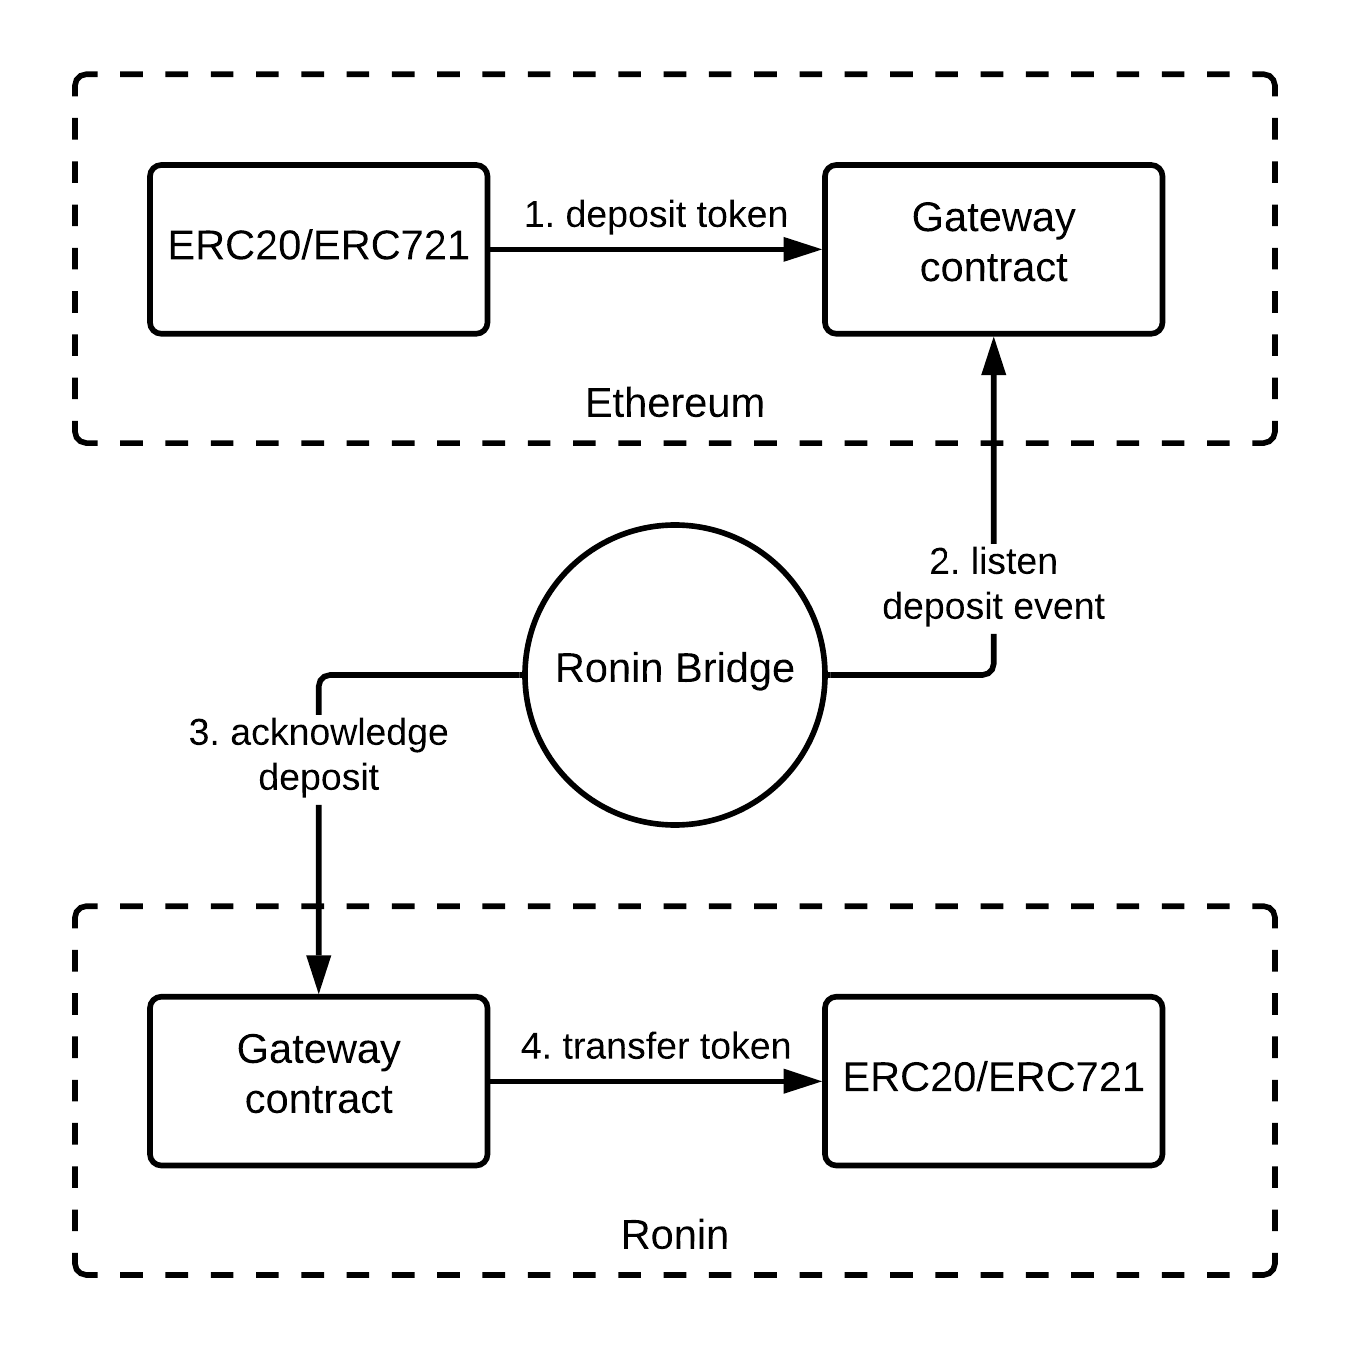 ERC20/ERC721
1. deposit token
Gateway
contract
Ethereum
2. listen
deposit event
Ronin Bridge
3. acknowledge
deposit
Gateway
contract
4. transfer token
ERC20/ERC721
Ronin